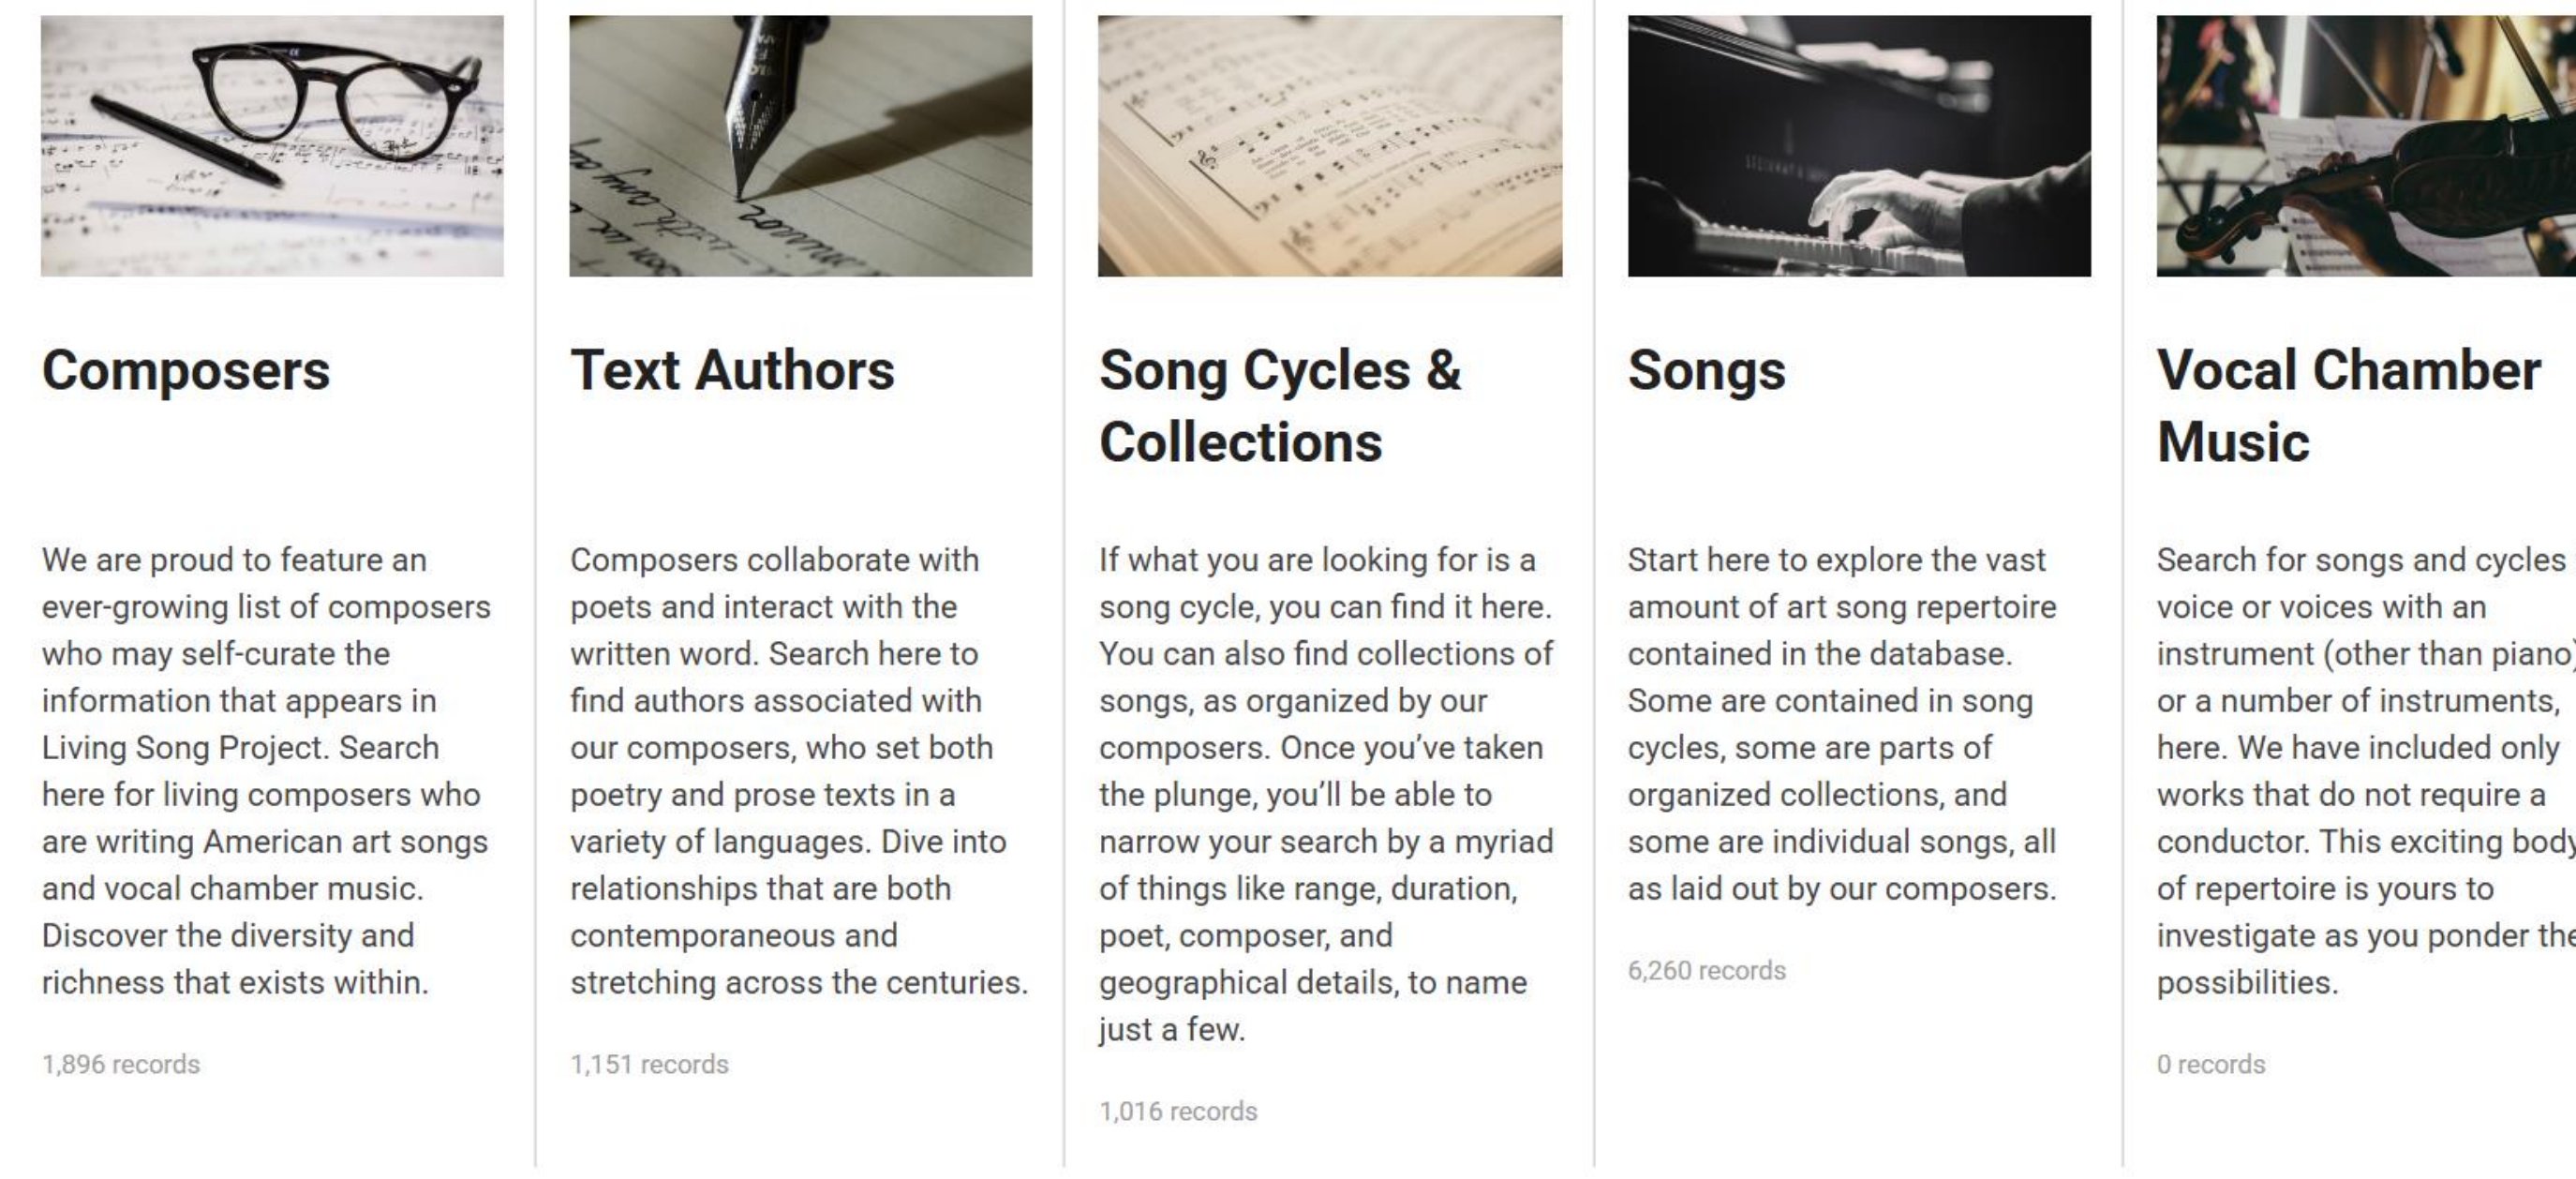 Composers
We are proud to feature an
ever-growing list of composers
who may self-curate the
information that appears in
Living Song Project. Search
here for living composers who
are writing American art songs
and vocal chamber music.
Discover the diversity and
richness that exists within.
1,896 records
Text Authors
Composers collaborate with
poets and interact with the
written word. Search here to
find authors associated with
our composers, who set both
poetry and prose texts in a
variety of languages. Dive into
relationships that are both
contemporaneous and
stretching across the centuries.
1,151 records
Song Cycles &
Collections
If what you are looking for is a
song cycle, you can find it here.
You can also find collections of
songs, as organized by our
composers. Once you’ve taken
the plunge, you’ll be able to
narrow your search by a myriad
of things like range, duration,
poet, composer, and
geographical details, to name
just a few.
1,016 records
Songs
Start here to explore the vast
amount of art song repertoire
contained in the database.
Some are contained in song
cycles, some are parts of
organized collections, and
some are individual songs, all
as laid out by our composers.
6,260 records
Vocal Chamber
Music
Search for songs and cycles
voice or voices with an
instrument (other than piano)
or a number of instruments,
here. We have included only
works that do not require a
conductor. This exciting body
of repertoire is yours to
investigate as you ponder the
possibilities.
0 records